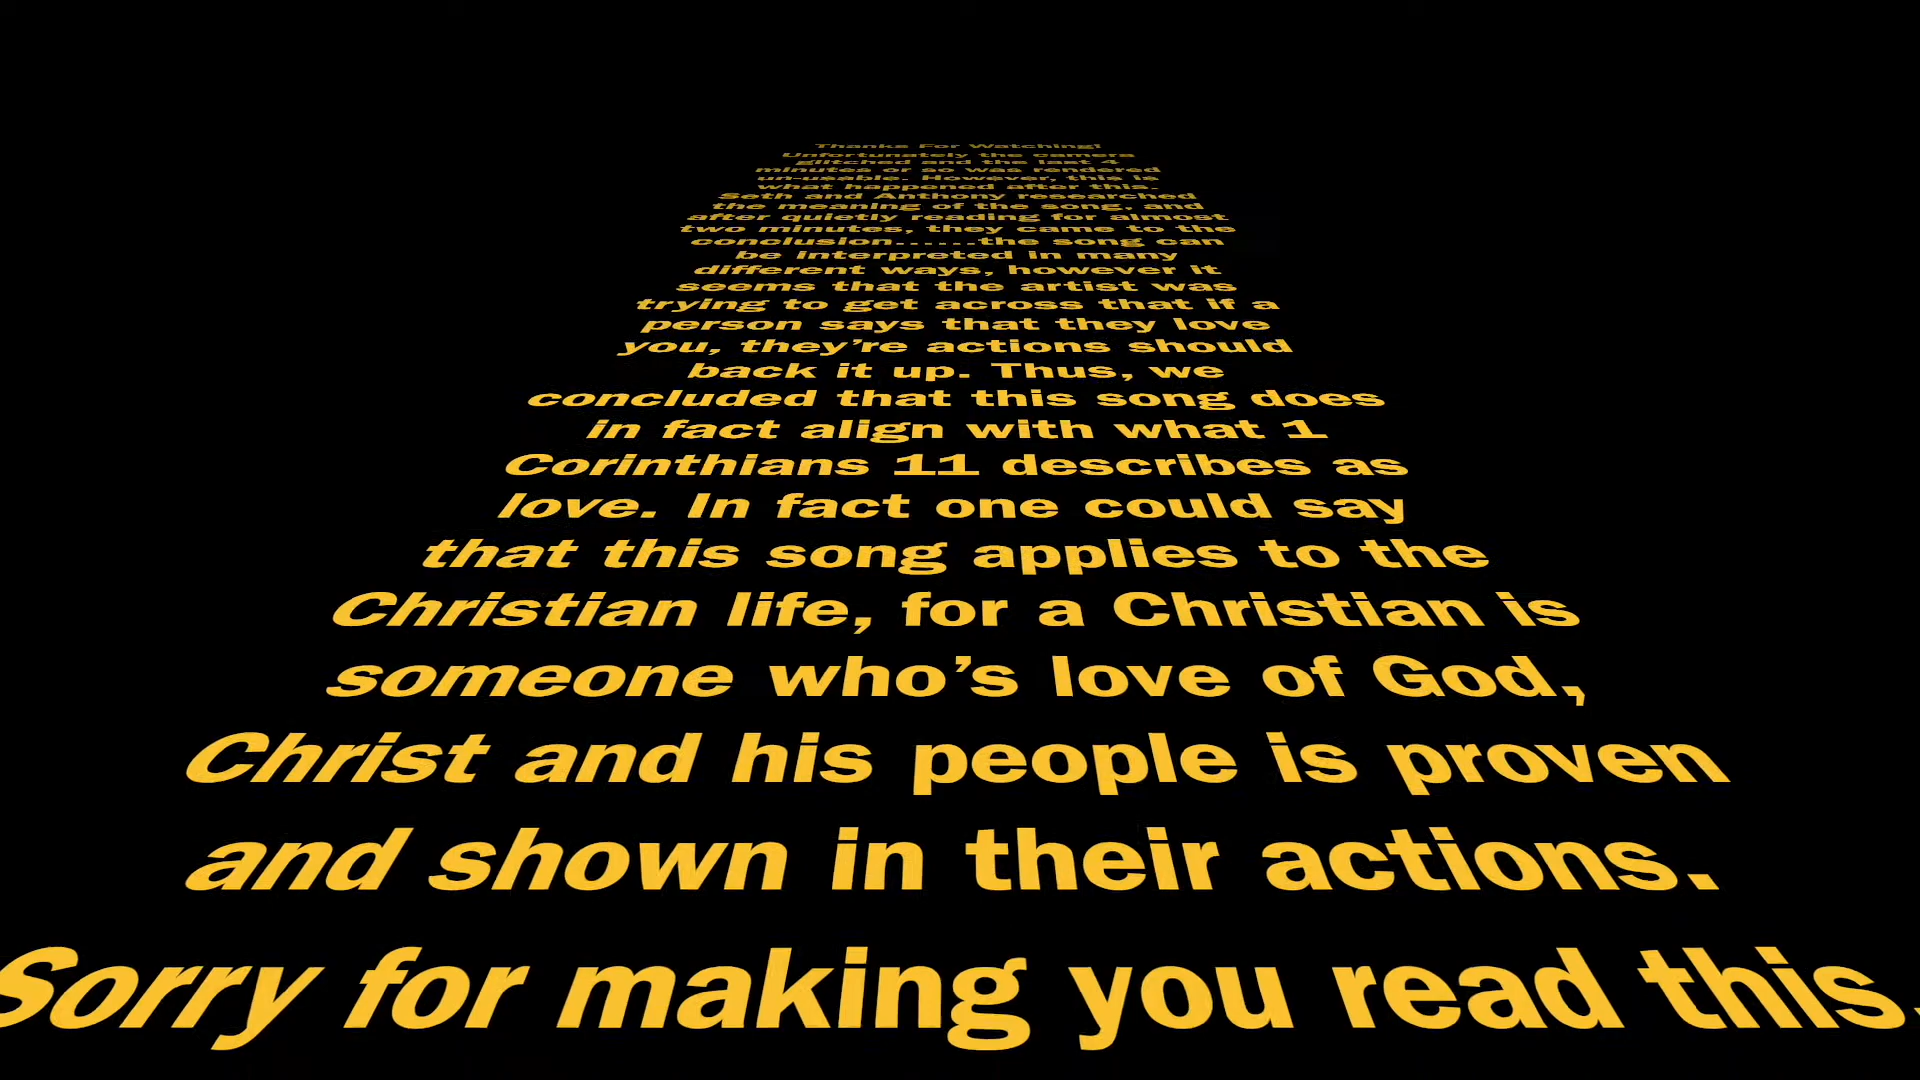 Thanks For Watching!
Unfortunately the camera
glitched and the last 4
minutes or so was rendered
un-usable. However, this is
what happened after this.
Seth and Anthony researched
the meaning of the song, and
after quietly reading for almost
two minutes, they came to the
conclusion......the song can
be interpreted in many
different ways, however it
seems that the artist was
trying to get across that if a
person says that they love
you, they’re actions should
back it up. Thus, we
concluded that this song does
in fact align with what 1
Corinthians 11 describes as
love. In fact one could say
that this song applies to the
Christian life, for a Christian is
someone who’s love of God,
Christ and his people is proven
and shown in their actions.
Sorry for making you read this.